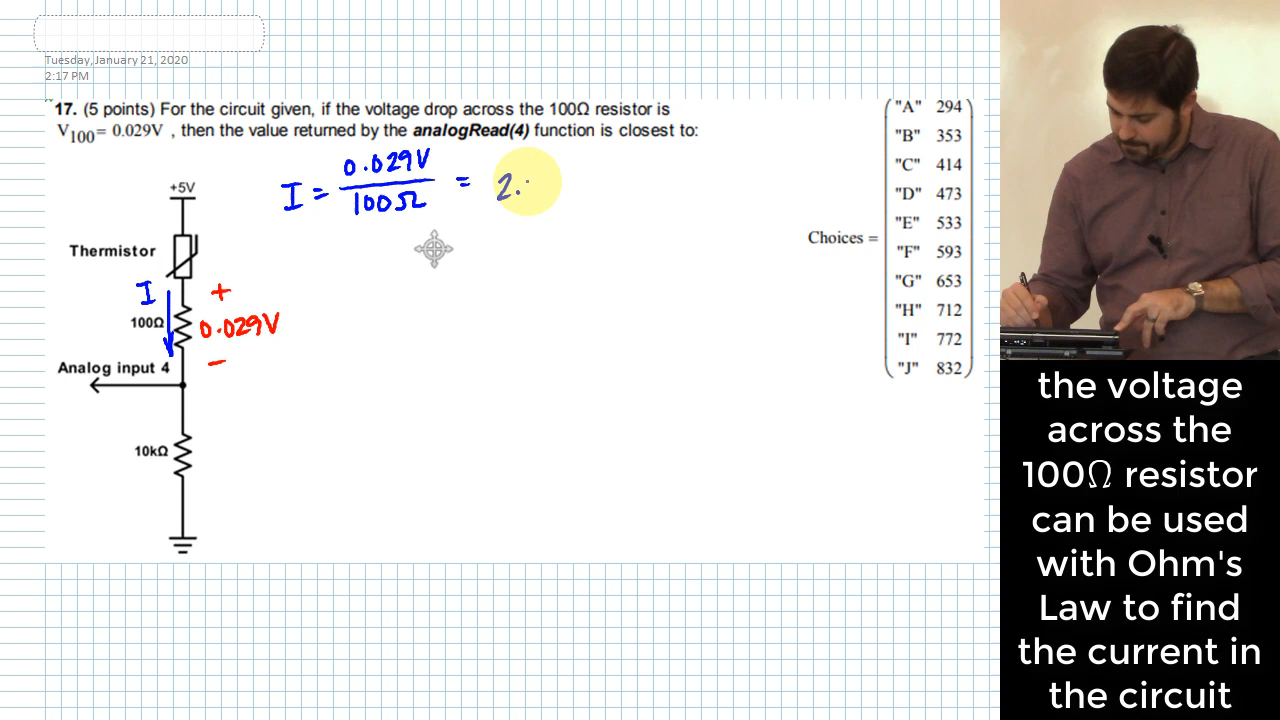 Tuesday, January 21, 2020
2:17 PM
17. (5 points) For the circuit given, if the voltage drop across the 100Ω resistor is
V100= 0.029V , then the value returned by the analogRead(4) function is closest to:
I = 0.029V / 100Ω = 2.
+5V
Thermistor
I
+
100Ω
0.029V
-
Analog input 4
10kΩ
Choices =
"A" 294
"B" 353
"C" 414
"D" 473
"E" 533
"F" 593
"G" 653
"H" 712
"I" 772
"J" 832
the voltage
across the
100Ω resistor
can be used
with Ohm's
Law to find
the current in
the circuit